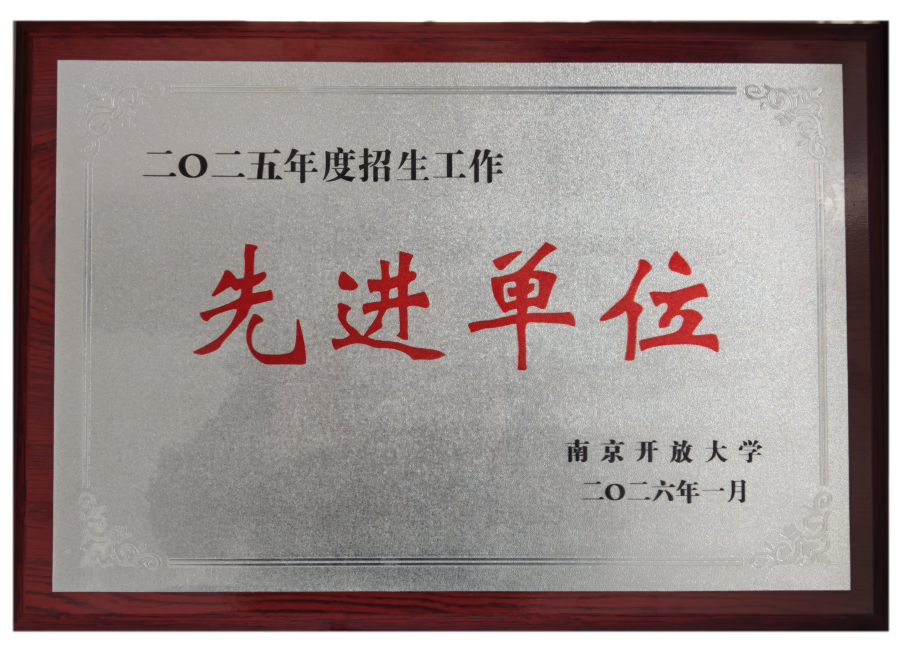 二〇二五年度招生工作
先进单位
南京开放大学
二〇二六年一月